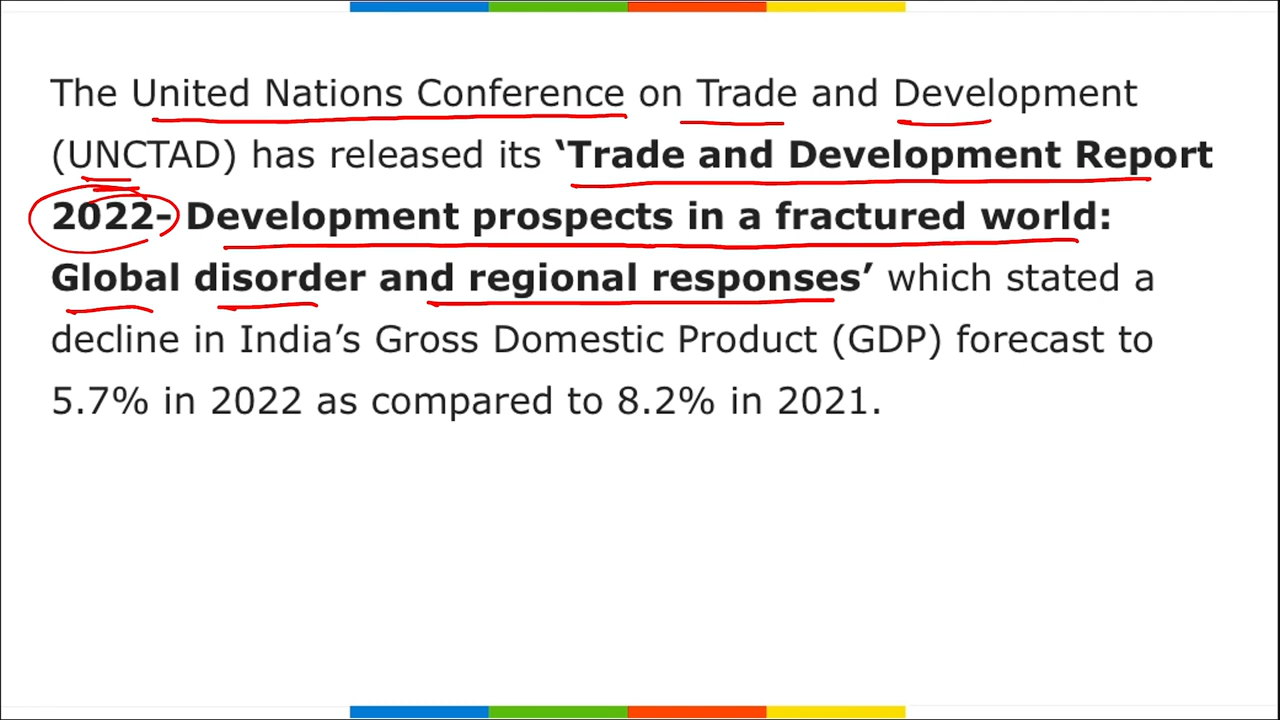 The United Nations Conference on Trade and Development
(UNCTAD) has released its ‘Trade and Development Report
2022- Development prospects in a fractured world:
Global disorder and regional responses’ which stated a
decline in India’s Gross Domestic Product (GDP) forecast to
5.7% in 2022 as compared to 8.2% in 2021.